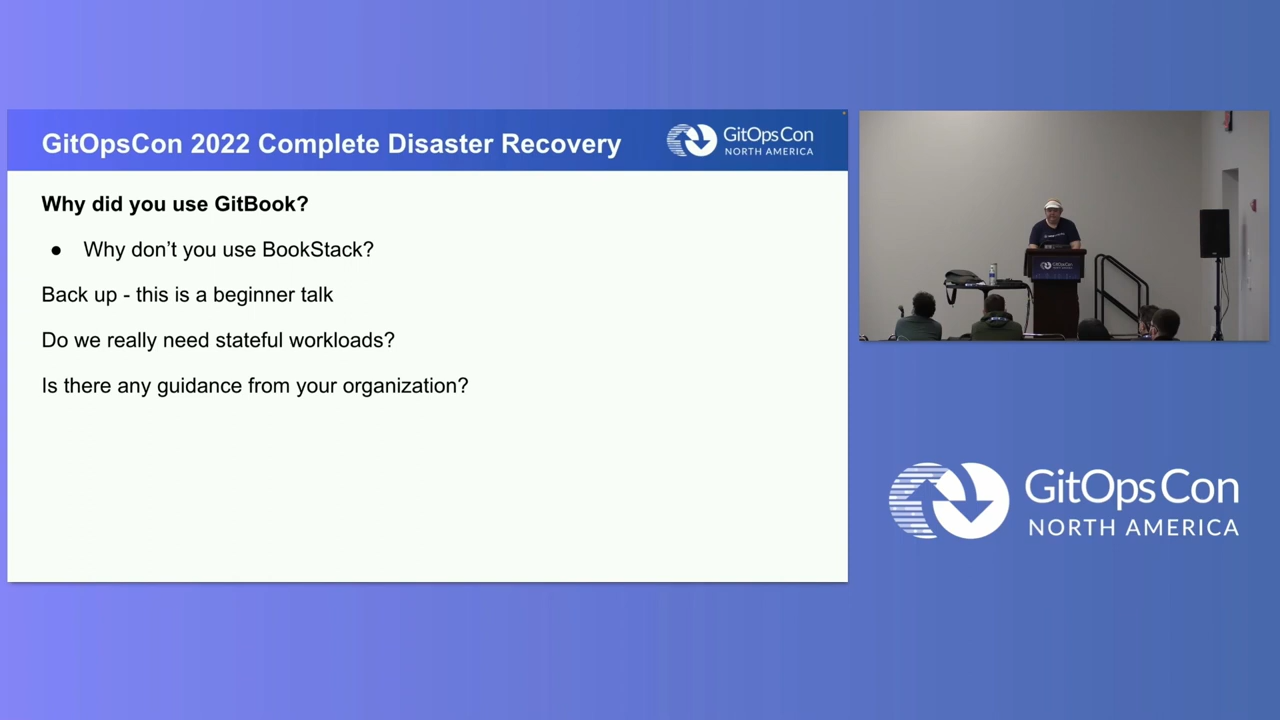 GitOpsCon 2022 Complete Disaster Recovery
GitOpsCon
NORTH AMERICA
Why did you use GitBook?
● Why don’t you use BookStack?
Back up - this is a beginner talk
Do we really need stateful workloads?
Is there any guidance from your organization?
GitOpsCon
NORTH AMERICA